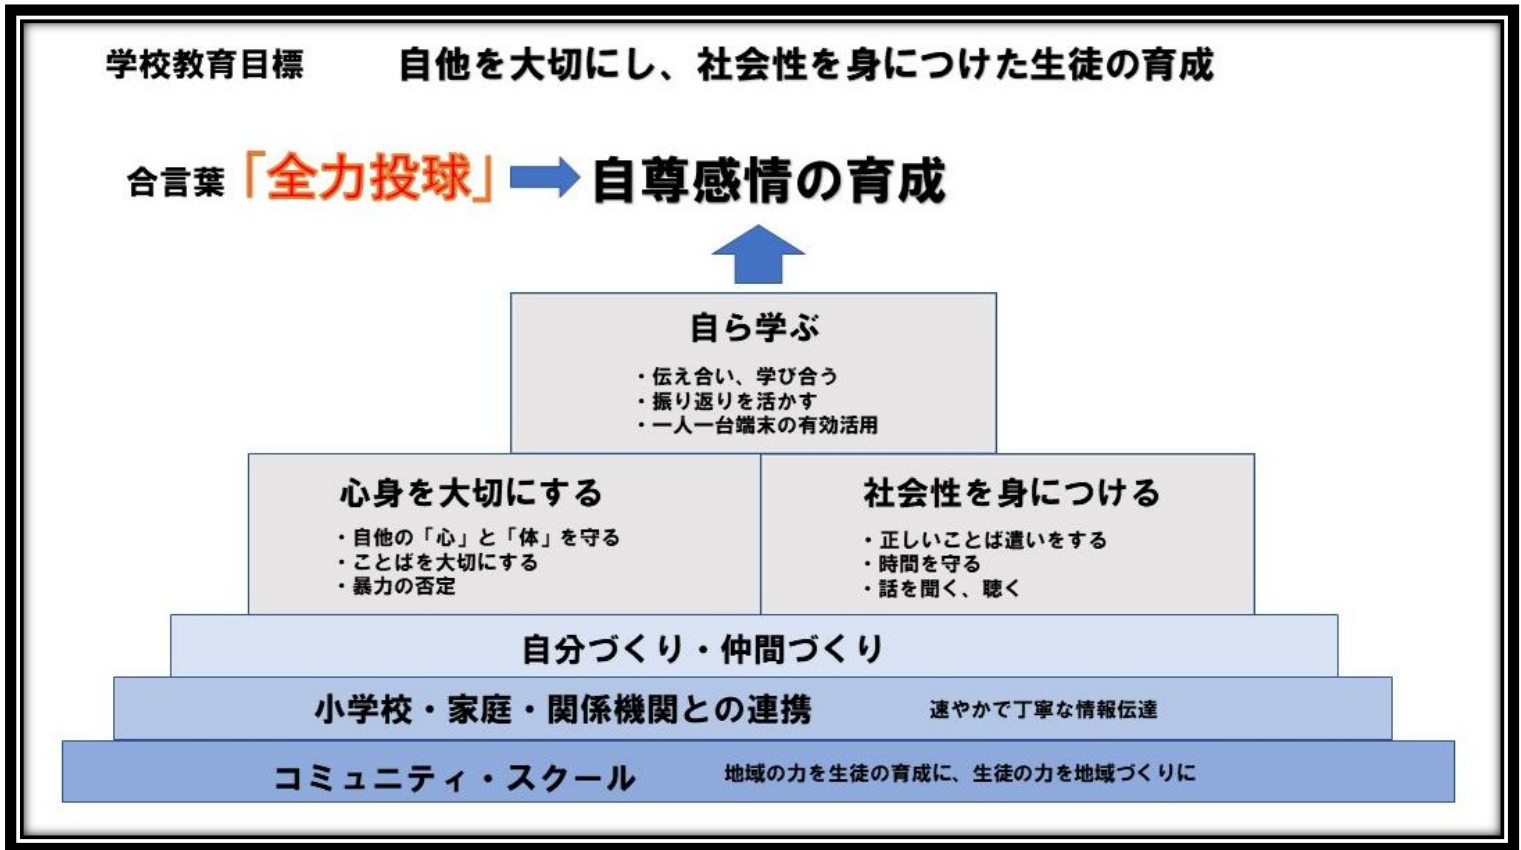 学校教育目標 自他を大切にし、社会性を身につけた生徒の育成
合言葉「全力投球」 自尊感情の育成
自ら学ぶ
・伝え合い、学び合う
・振り返りを活かす
・一人一台端末の有効活用
心身を大切にする
・自他の「心」と「体」を守る
・ことばを大切にする
・暴力の否定
社会性を身につける
・正しいことば遣いをする
・時間を守る
・話を聞く、聴く
自分づくり・仲間づくり
小学校・家庭・関係機関との連携 速やかで丁寧な情報伝達
コミュニティ・スクール 地域の力を生徒の育成に、生徒の力を地域づくりに